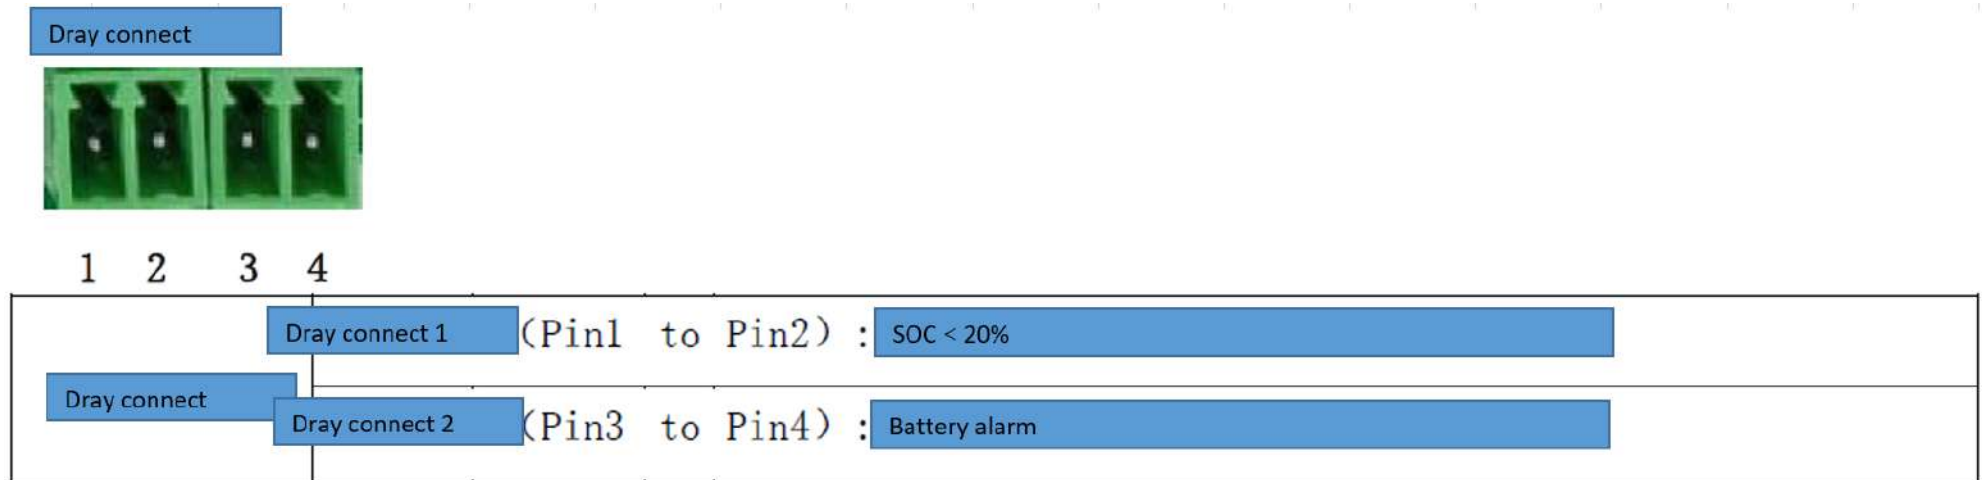 Dray connect
1 2 3 4
Dray connect 1 (Pin1 to Pin2) : SOC < 20%
Dray connect
Dray connect 2 (Pin3 to Pin4) : Battery alarm